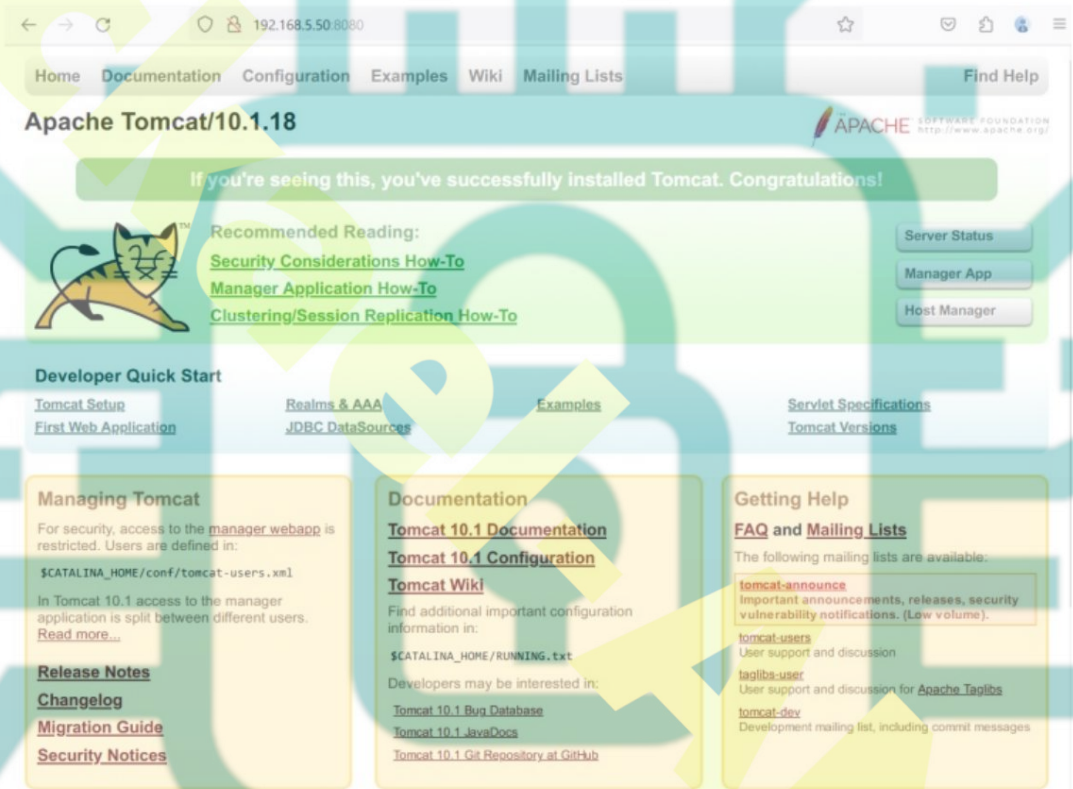 192.168.5.50:8080
Home Documentation Configuration Examples Wiki Mailing Lists Find Help
Apache Tomcat/10.1.18
THE APACHE SOFTWARE FOUNDATION
http://www.apache.org/
If you're seeing this, you've successfully installed Tomcat. Congratulations!
TM
Recommended Reading:
Security Considerations How-To
Manager Application How-To
Clustering/Session Replication How-To
Server Status
Manager App
Host Manager
Developer Quick Start
Tomcat Setup
First Web Application
Realms & AAA
JDBC DataSources
Examples
Servlet Specifications
Tomcat Versions
Managing Tomcat
For security, access to the manager webapp is
restricted. Users are defined in:
$CATALINA_HOME/conf/tomcat-users.xml
In Tomcat 10.1 access to the manager
application is split between different users.
Read more...
Release Notes
Changelog
Migration Guide
Security Notices
Documentation
Tomcat 10.1 Documentation
Tomcat 10.1 Configuration
Tomcat Wiki
Find additional important configuration
information in:
$CATALINA_HOME/RUNNING.txt
Developers may be interested in:
Tomcat 10.1 Bug Database
Tomcat 10.1 JavaDocs
Tomcat 10.1 Git Repository at GitHub
Getting Help
FAQ and Mailing Lists
The following mailing lists are available:
tomcat-announce
Important announcements, releases, security
vulnerability notifications. (Low volume).
tomcat-users
User support and discussion
taglibs-user
User support and discussion for Apache Taglibs
tomcat-dev
Development mailing list, including commit messages